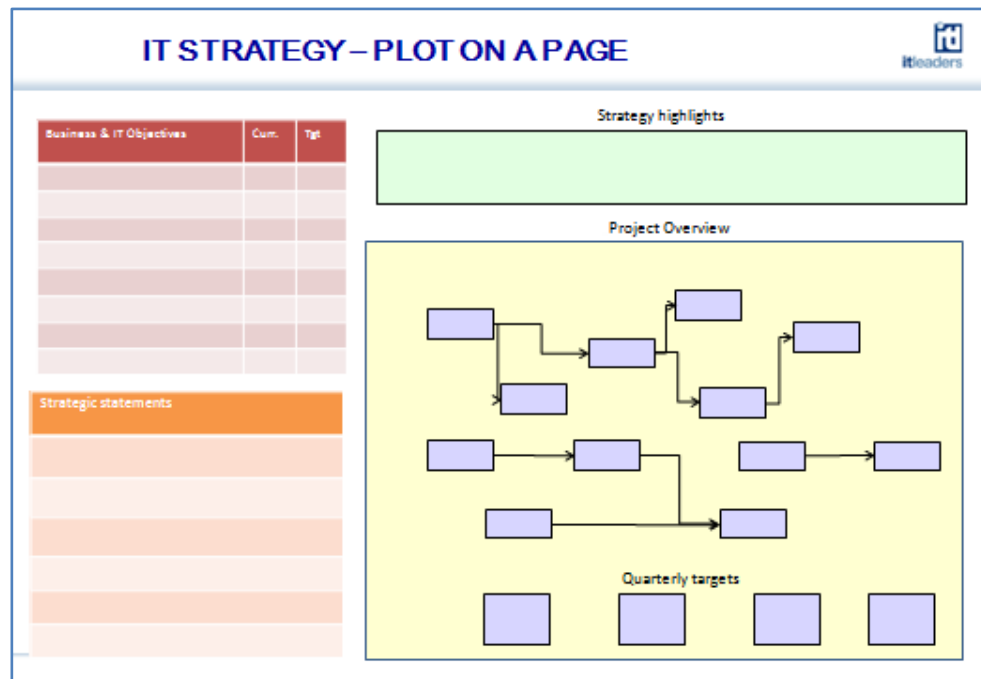 IT STRATEGY – PLOT ON A PAGE
itleaders
Business & IT Objectives Curr. Tgt
Strategic statements
Strategy highlights
Project Overview
Quarterly targets